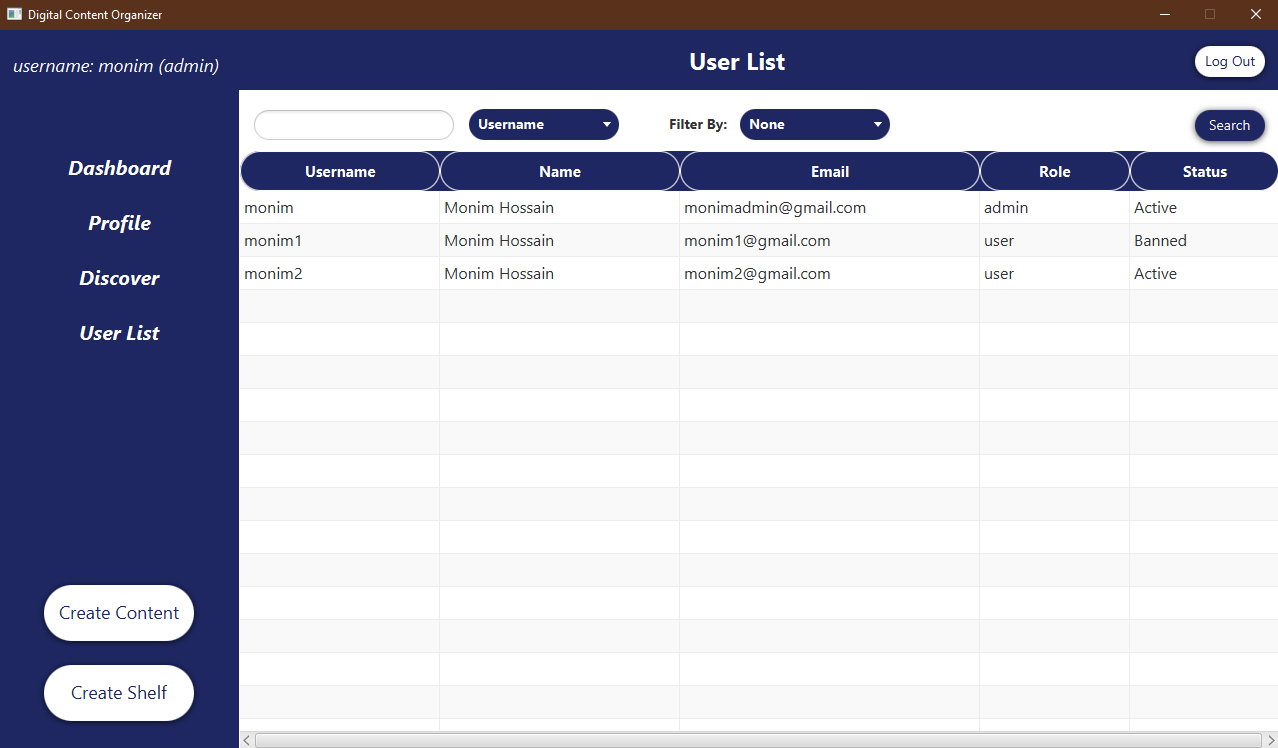 Digital Content Organizer
username: monim (admin)
User List
Log Out
Dashboard
Profile
Discover
User List
Create Content
Create Shelf
Username
Filter By:
None
Search
Username Name Email Role Status
monim Monim Hossain monimadmin@gmail.com admin Active
monim1 Monim Hossain monim1@gmail.com user Banned
monim2 Monim Hossain monim2@gmail.com user Active